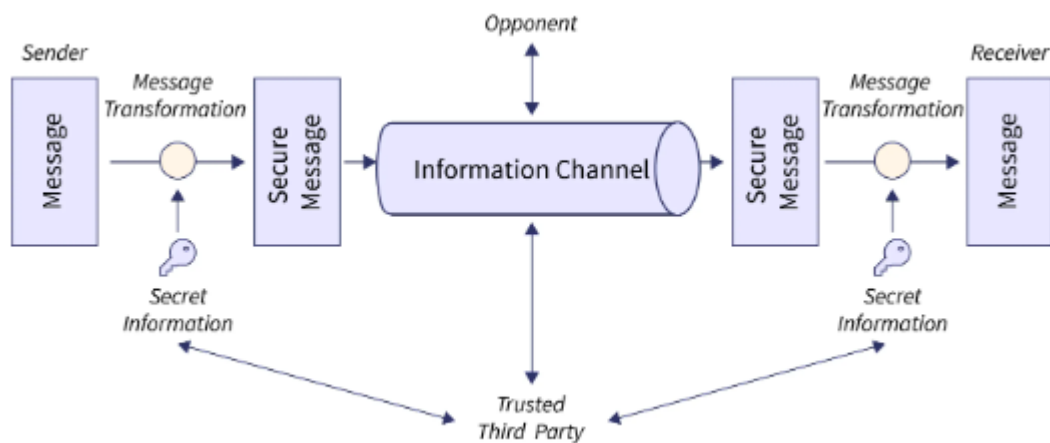 Opponent
Sender
Receiver
Message
Transformation
Message
Transformation
Message
Secure
Message
Information Channel
Secure
Message
Message
Secret
Information
Secret
Information
Trusted
Third Party